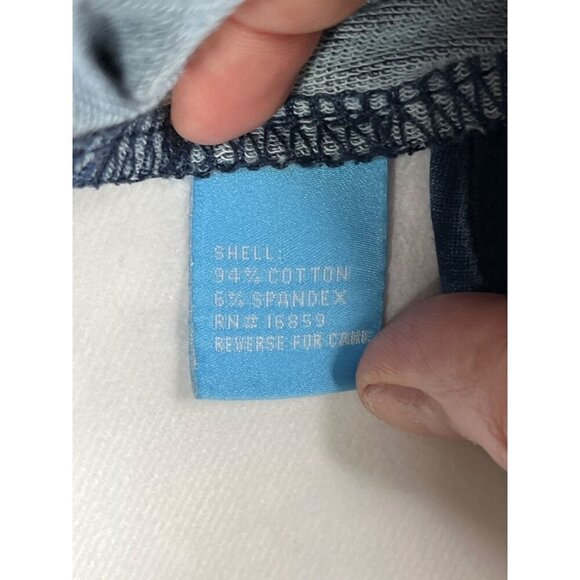 SHELL:
94% COTTON
6% SPANDEX
RN# 16859
REVERSE FOR CARE